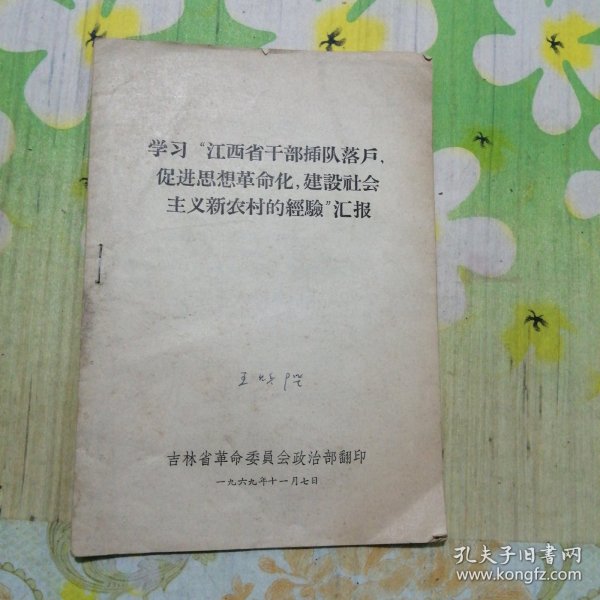 学习“江西省干部插队落戶，
促进思想革命化，建設社会
主义新农村的經驗”汇报
吉林省革命委員会政治部翻印
一九六九年十一月七日
孔夫子旧書网
www.kongfz.com